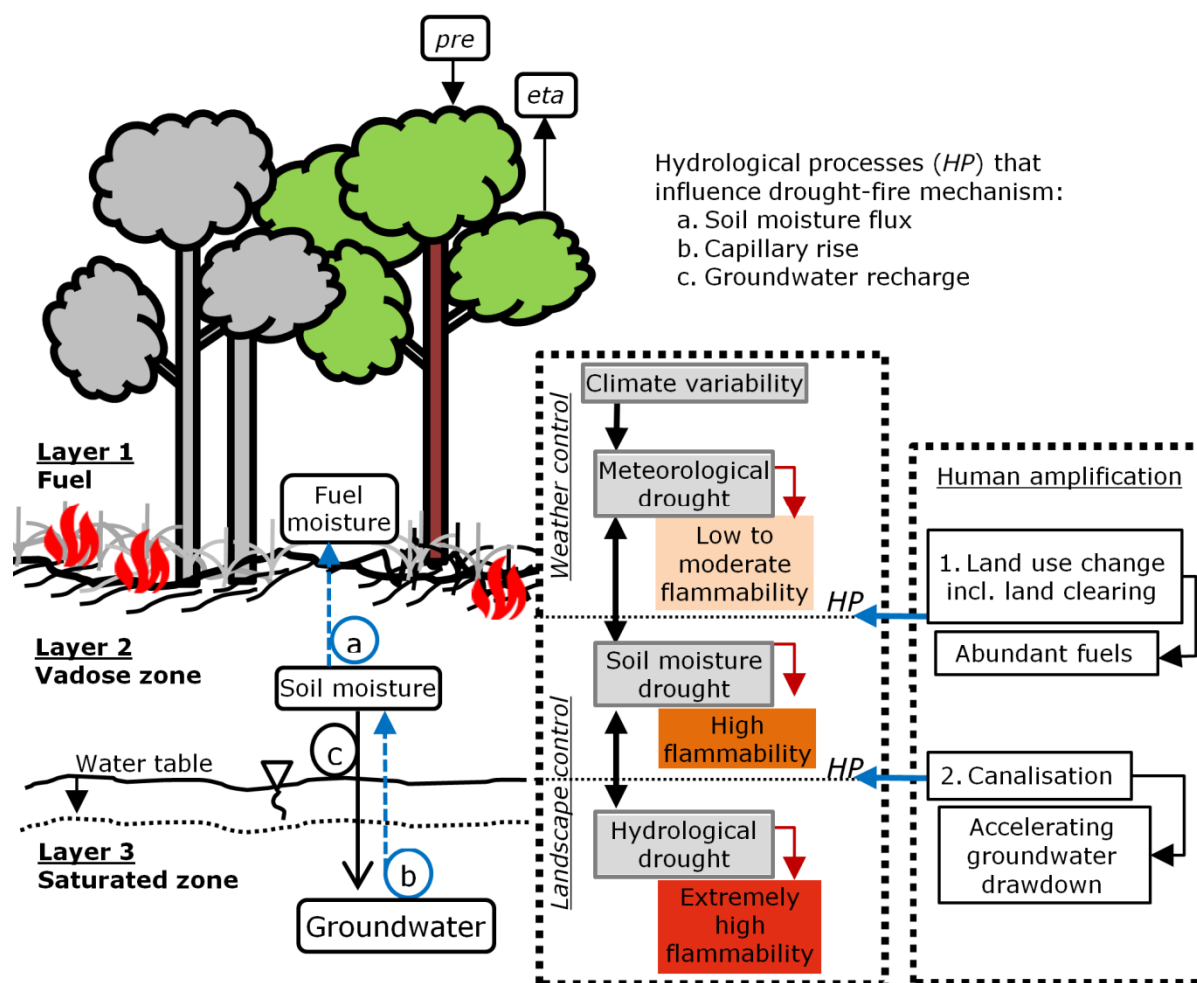 pre
eta
Hydrological processes (HP) that
influence drought-fire mechanism:
a. Soil moisture flux
b. Capillary rise
c. Groundwater recharge
Layer 1
Fuel
Fuel
moisture
a
Layer 2
Vadose zone
Soil moisture
c
Water table
Layer 3
Saturated zone
b
Groundwater
Weather control
Landscape control
Climate variability
Meteorological
drought
Low to
moderate
flammability
HP
Soil moisture
drought
High
flammability
HP
Hydrological
drought
Extremely
high
flammability
Human amplification
1. Land use change
incl. land clearing
Abundant fuels
2. Canalisation
Accelerating
groundwater
drawdown